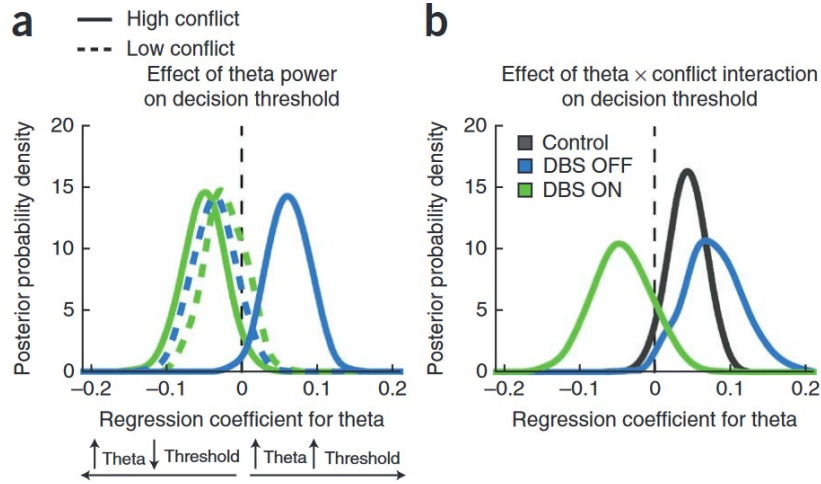 a
High conflict
Low conflict
Effect of theta power
on decision threshold
Posterior probability density
20
15
10
5
0
−0.2
−0.1
0
0.1
0.2
Regression coefficient for theta
Theta
Threshold
Theta
Threshold
b
Effect of theta × conflict interaction
on decision threshold
Posterior probability density
20
15
10
5
0
Control
DBS OFF
DBS ON
−0.2
−0.1
0
0.1
0.2
Regression coefficient for theta